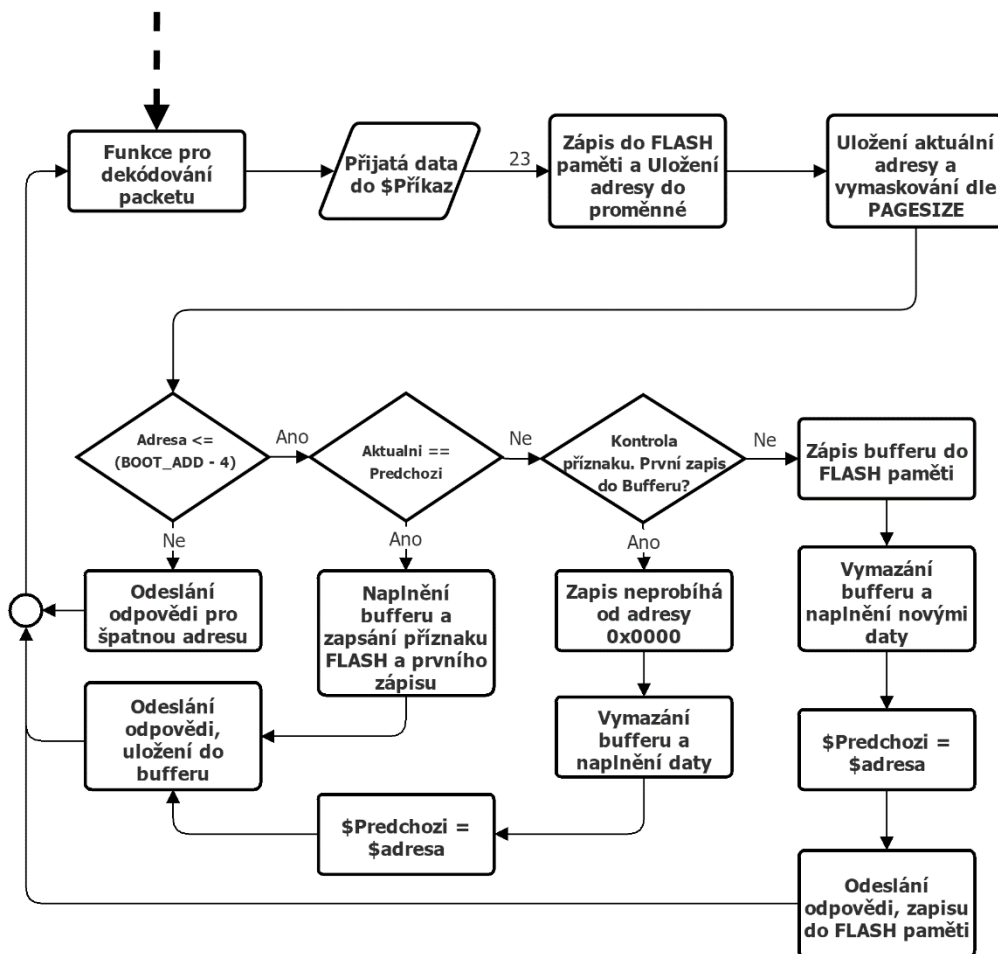 Funkce pro
dekódování
packetu
Přijatá data
do $Příkaz
23
Zápis do FLASH
paměti a Uložení
adresy do
proměnné
Uložení aktuální
adresy a
vymaskování dle
PAGESIZE
Adresa <=
(BOOT_ADD - 4)
Ano
Aktualni ==
Predchozi
Ne
Kontrola
příznaku. První zapis
do Bufferu?
Ne
Zápis bufferu do
FLASH paměti
Ne
Ano
Ano
Odeslání
odpovědi pro
špatnou adresu
Naplnění
bufferu a
zapsání příznaku
FLASH a prvního
zápisu
Zapis neprobíhá
od adresy
0x0000
Vymazání
bufferu a
naplnění novými
daty
Odeslání
odpovědi,
uložení do
bufferu
Vymazání
bufferu a
naplnění daty
$Predchozi =
$adresa
$Predchozi =
$adresa
Odeslání
odpovědi, zapisu
do FLASH paměti